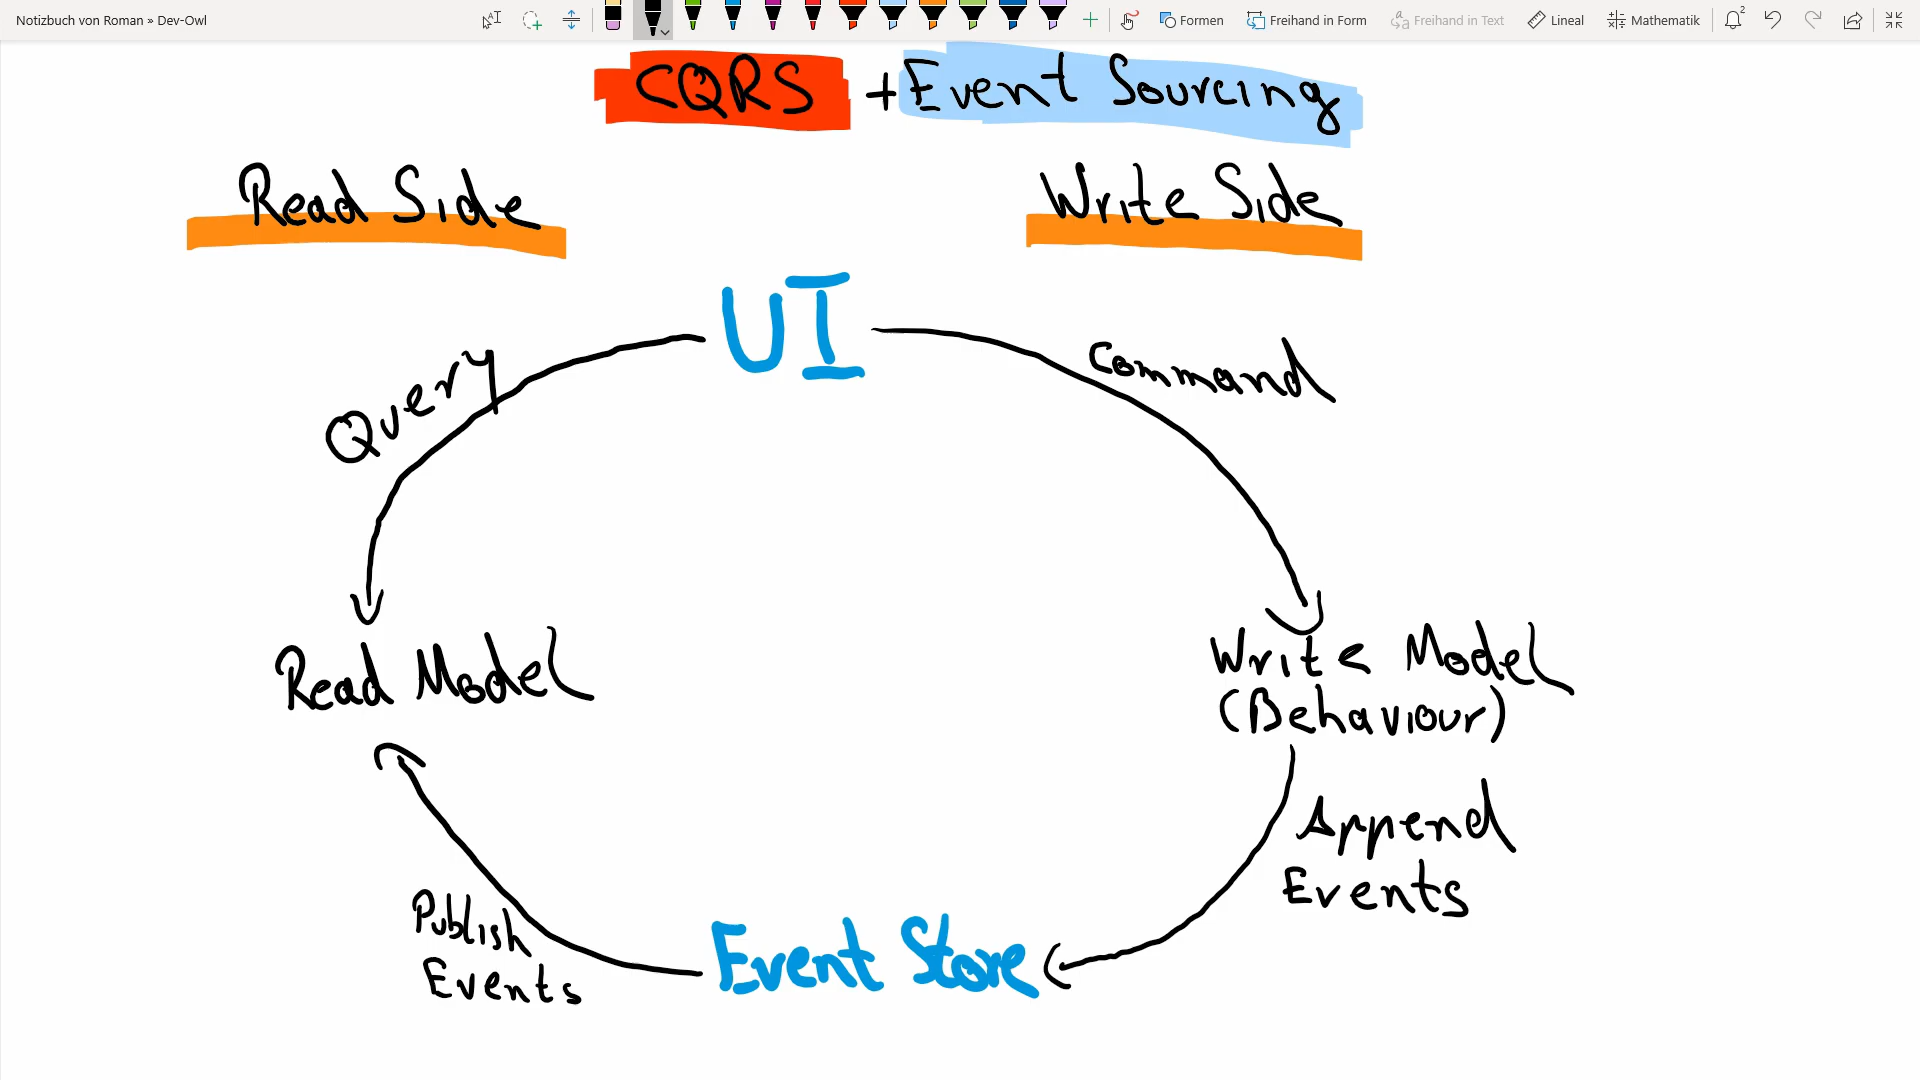 Notizbuch von Roman » Dev-Owl
Formen
Freihand in Form
Freihand in Text
Lineal
Mathematik
2
CQRS + Event Sourcing
Read Side
Write Side
UI
Query
Command
Read Model
Write Model
(Behaviour)
Append
Events
Publish
Events
Event Store